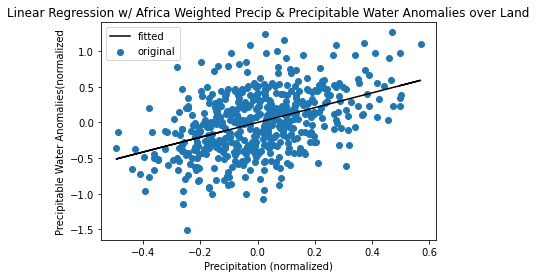 Linear Regression w/ Africa Weighted Precip & Precipitable Water Anomalies over Land
fitted
original
Precipitable Water Anomalies(normalized
1.0
0.5
0.0
−0.5
−1.0
−1.5
−0.4
−0.2
0.0
0.2
0.4
0.6
Precipitation (normalized)